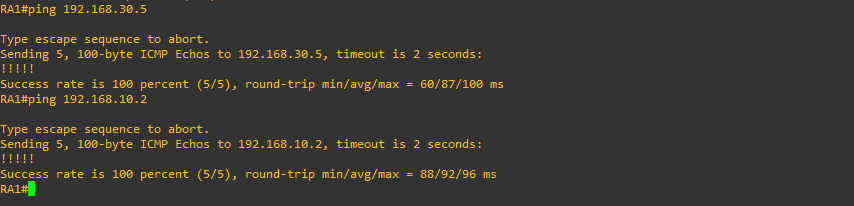 RA1#ping 192.168.30.5
Type escape sequence to abort.
Sending 5, 100-byte ICMP Echos to 192.168.30.5, timeout is 2 seconds:
!!!!!
Success rate is 100 percent (5/5), round-trip min/avg/max = 60/87/100 ms
RA1#ping 192.168.10.2
Type escape sequence to abort.
Sending 5, 100-byte ICMP Echos to 192.168.10.2, timeout is 2 seconds:
!!!!!
Success rate is 100 percent (5/5), round-trip min/avg/max = 88/92/96 ms
RA1#